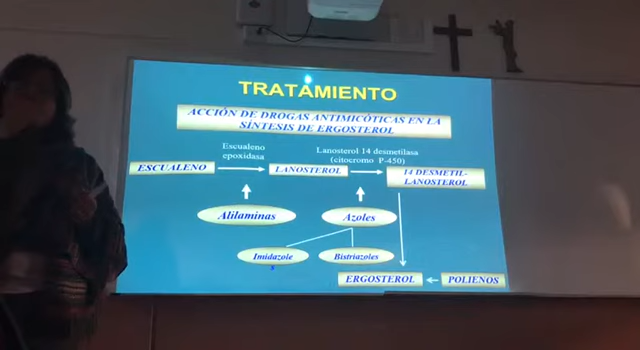 TRATAMIENTO
ACCIÓN DE DROGAS ANTIMICÓTICAS EN LA
SÍNTESIS DE ERGOSTEROL
Escualeno
epoxidasa
Lanosterol 14 desmetilasa
(citocromo P-450)
ESCUALENO
LANOSTEROL
14 DESMETIL-
LANOSTEROL
Alilaminas
Azoles
Imidazole
s
Bistriazoles
ERGOSTEROL
POLIENOS